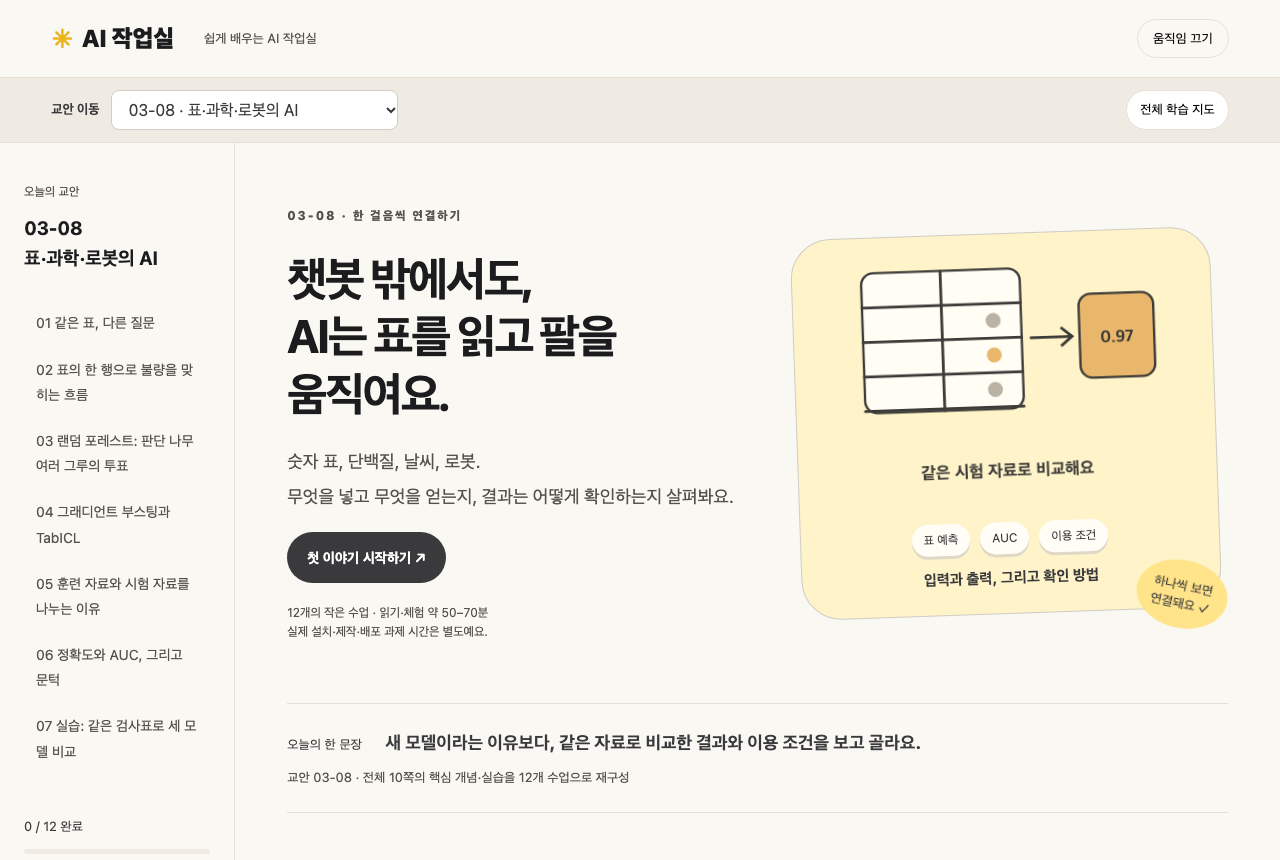 AI 작업실
쉽게 배우는 AI 작업실
움직임 끄기
교안 이동
03-08 · 표·과학·로봇의 AI
전체 학습 지도
오늘의 교안
03-08
표·과학·로봇의 AI
01 같은 표, 다른 질문
02 표의 한 행으로 불량을 맞
히는 흐름
03 랜덤 포레스트: 판단 나무
여러 그루의 투표
04 그래디언트 부스팅과
TabICL
05 훈련 자료와 시험 자료를
나누는 이유
06 정확도와 AUC, 그리고
문턱
07 실습: 같은 검사표로 세 모
델 비교
0 / 12 완료
03-08 · 한 걸음씩 연결하기
챗봇 밖에서도,
AI는 표를 읽고 팔을
움직여요.
숫자 표, 단백질, 날씨, 로봇.
무엇을 넣고 무엇을 얻는지, 결과는 어떻게 확인하는지 살펴봐요.
첫 이야기 시작하기 ↗
12개의 작은 수업 · 읽기·체험 약 50–70분
실제 설치·제작·배포 과제 시간은 별도예요.
0.97
같은 시험 자료로 비교해요
표 예측
AUC
이용 조건
입력과 출력, 그리고 확인 방법
하나씩 보면
연결돼요 ✓
오늘의 한 문장
새 모델이라는 이유보다, 같은 자료로 비교한 결과와 이용 조건을 보고 골라요.
교안 03-08 · 전체 10쪽의 핵심 개념·실습을 12개 수업으로 재구성